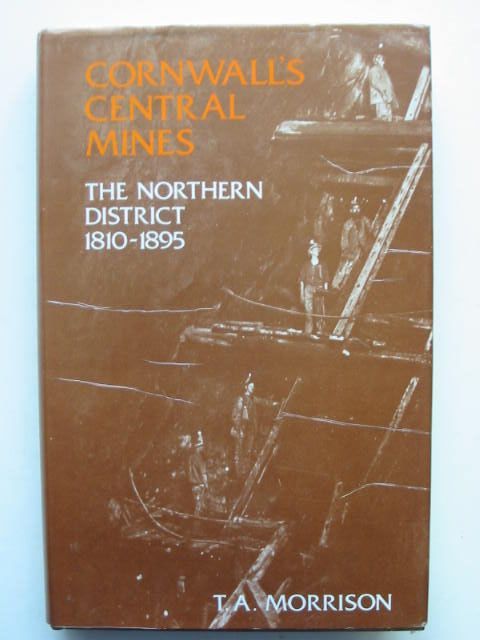 CORNWALL'S
CENTRAL
MINES
THE NORTHERN
DISTRICT
1810-1895
T. A. MORRISON